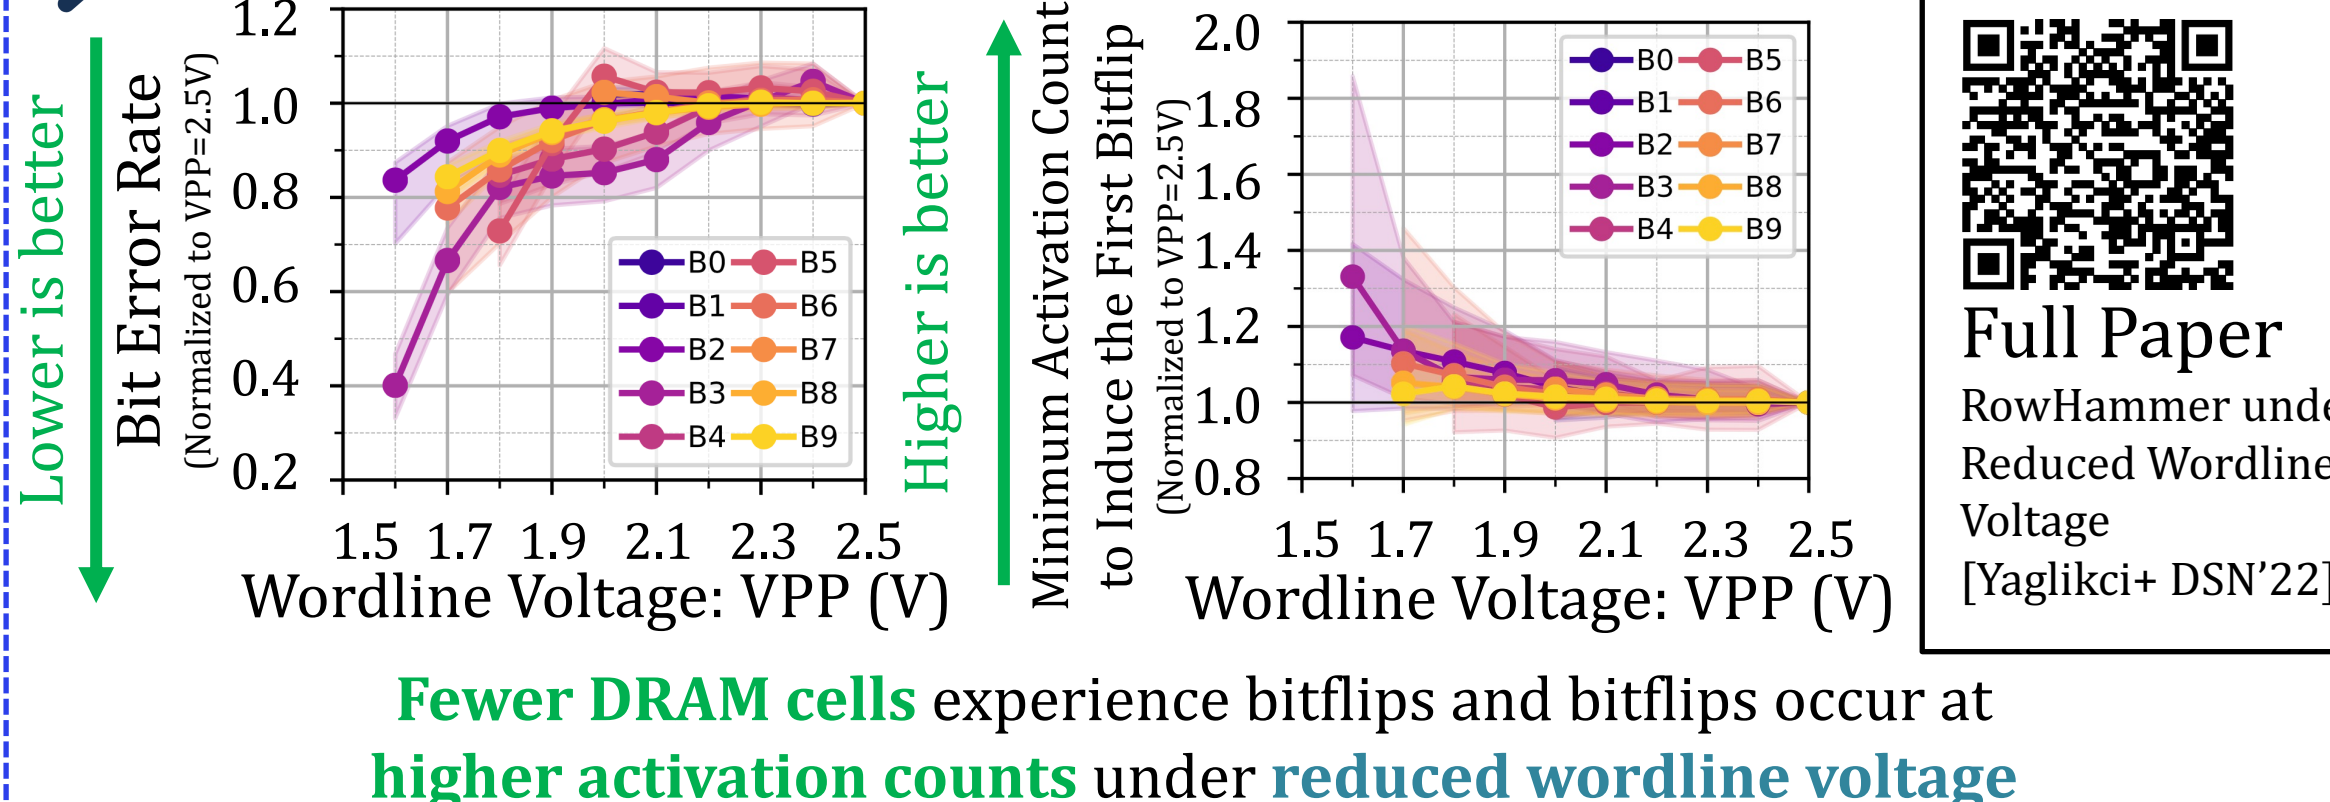 Lower is better
Bit Error Rate
(Normalized to VPP=2.5V)
1.2
1.0
0.8
0.6
0.4
0.2
B0 B5
B1 B6
B2 B7
B3 B8
B4 B9
1.5 1.7 1.9 2.1 2.3 2.5
Wordline Voltage: VPP (V)
Higher is better
Minimum Activation Count
to Induce the First Bitflip
(Normalized to VPP=2.5V)
2.0
1.8
1.6
1.4
1.2
1.0
0.8
B0 B5
B1 B6
B2 B7
B3 B8
B4 B9
1.5 1.7 1.9 2.1 2.3 2.5
Wordline Voltage: VPP (V)
Full Paper
RowHammer unde
Reduced Wordline
Voltage
[Yaglikci+ DSN’22]
Fewer DRAM cells experience bitflips and bitflips occur at
higher activation counts under reduced wordline voltage